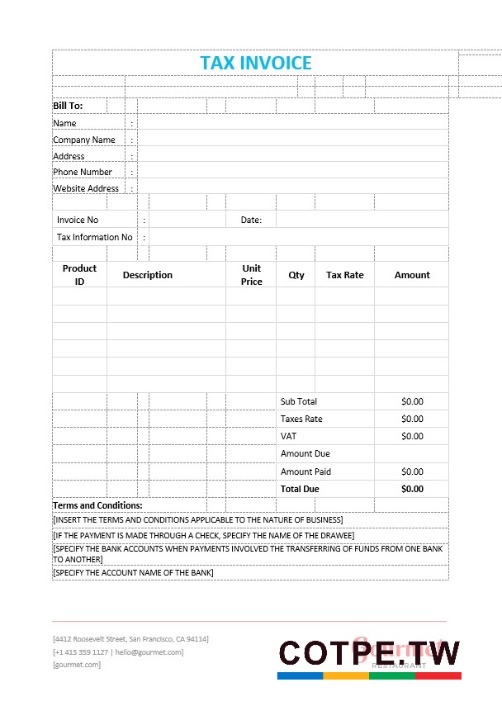 TAX INVOICE
Bill To:
Name :
Company Name :
Address :
Phone Number :
Website Address :
Invoice No : Date:
Tax Information No :
Product ID Description Unit Price Qty Tax Rate Amount
Sub Total $0.00
Taxes Rate $0.00
VAT $0.00
Amount Due
Amount Paid $0.00
Total Due $0.00
Terms and Conditions:
[INSERT THE TERMS AND CONDITIONS APPLICABLE TO THE NATURE OF BUSINESS]
[IF THE PAYMENT IS MADE THROUGH A CHECK, SPECIFY THE NAME OF THE DRAWEE]
[SPECIFY THE BANK ACCOUNTS WHEN PAYMENTS INVOLVED THE TRANSFERRING OF FUNDS FROM ONE BANK
TO ANOTHER]
[SPECIFY THE ACCOUNT NAME OF THE BANK]
[4412 Roosevelt Street, San Francisco, CA 94114]
[+1 415 359 1127 | hello@gourmet.com]
[gourmet.com]
Gourmet
RESTAURANT
COTPE.TW